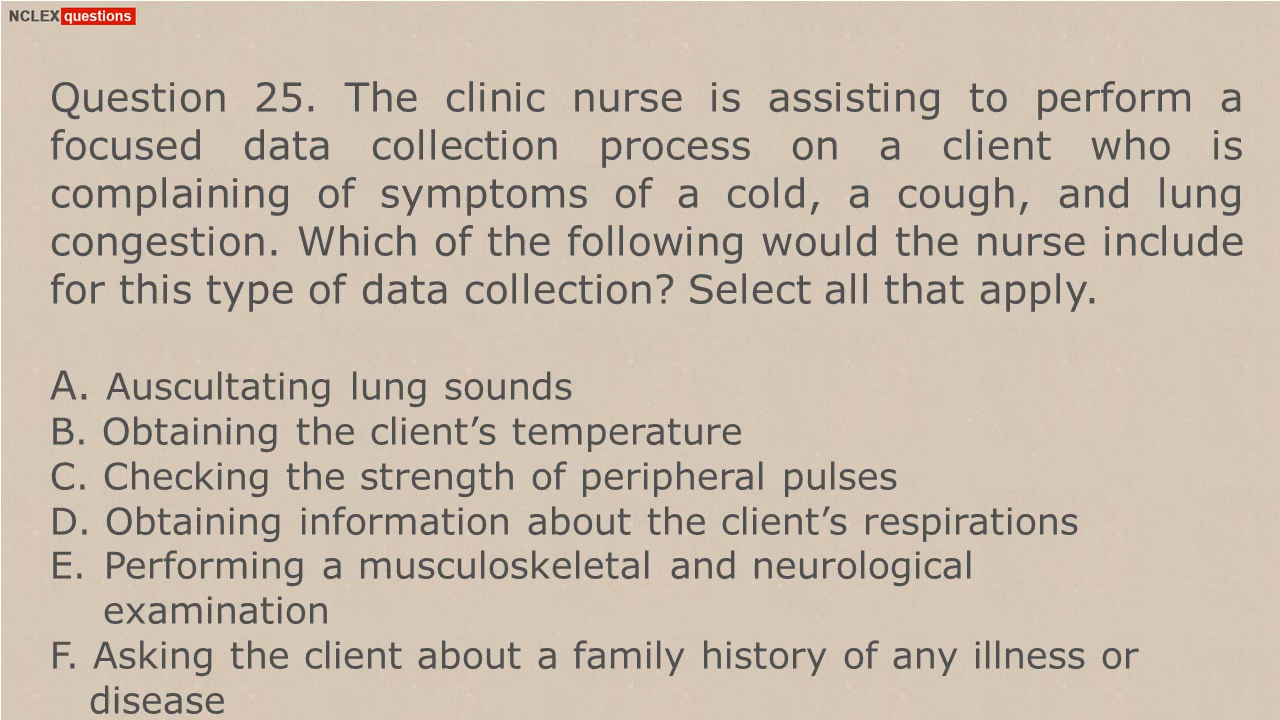 NCLEX questions
Question 25. The clinic nurse is assisting to perform a
focused data collection process on a client who is
complaining of symptoms of a cold, a cough, and lung
congestion. Which of the following would the nurse include
for this type of data collection? Select all that apply.
A. Auscultating lung sounds
B. Obtaining the client’s temperature
C. Checking the strength of peripheral pulses
D. Obtaining information about the client’s respirations
E. Performing a musculoskeletal and neurological
examination
F. Asking the client about a family history of any illness or
disease